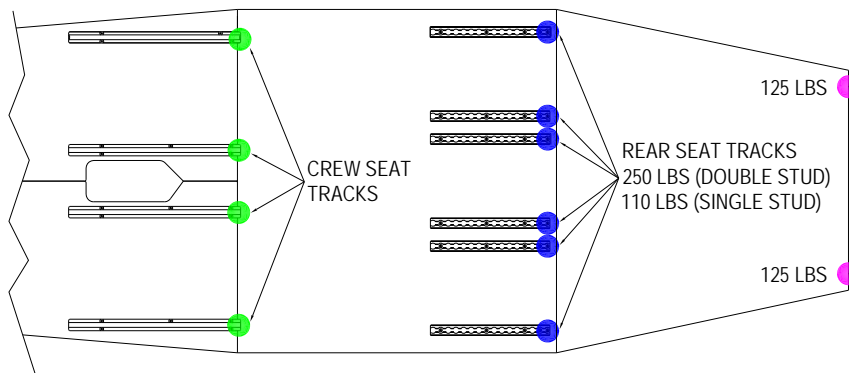 125 LBS
CREW SEAT
TRACKS
REAR SEAT TRACKS
250 LBS (DOUBLE STUD)
110 LBS (SINGLE STUD)
125 LBS